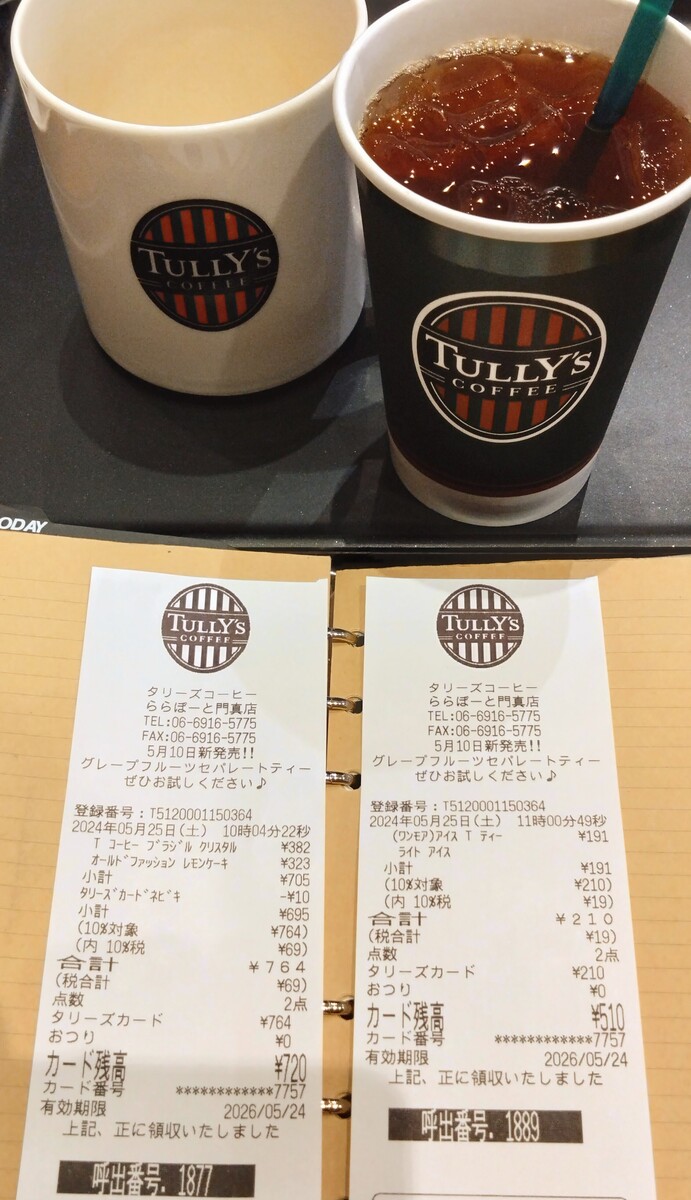 TULLY'S
COFFEE
TULLY'S
COFFEE
ODAY
TULLY'S
COFFEE
タリーズコーヒー
ららぽーと門真店
TEL:06-6916-5775
FAX:06-6916-5775
5月10日新発売!!
グレープフルーツセパレートティー
ぜひお試しください♪
登録番号:T5120001150364
2024年05月25日(土) 10時04分22秒
T コーヒー ブラジル クリスタル ¥382
オールドファッション レモンケーキ ¥323
小計 ¥705
タリーズカードネビキ -¥10
小計 ¥695
(10%対象 ¥764)
(内 10%税 ¥69)
合計 ¥764
(税合計 ¥69)
点数 2点
タリーズカード ¥764
おつり ¥0
カード残高 ¥720
カード番号 ************7757
有効期限 2026/05/24
上記、正に領収いたしました
呼出番号. 1877
TULLY'S
COFFEE
タリーズコーヒー
ららぽーと門真店
TEL:06-6916-5775
FAX:06-6916-5775
5月10日新発売!!
グレープフルーツセパレートティー
ぜひお試しください♪
登録番号:T5120001150364
2024年05月25日(土) 11時00分49秒
(ワンモア)アイス T ティー ¥191
ライト アイス
小計 ¥191
(10%対象 ¥210)
(内 10%税 ¥19)
合計 ¥210
(税合計 ¥19)
点数 2点
タリーズカード ¥210
おつり ¥0
カード残高 ¥510
カード番号 ************7757
有効期限 2026/05/24
上記、正に領収いたしました
呼出番号. 1889